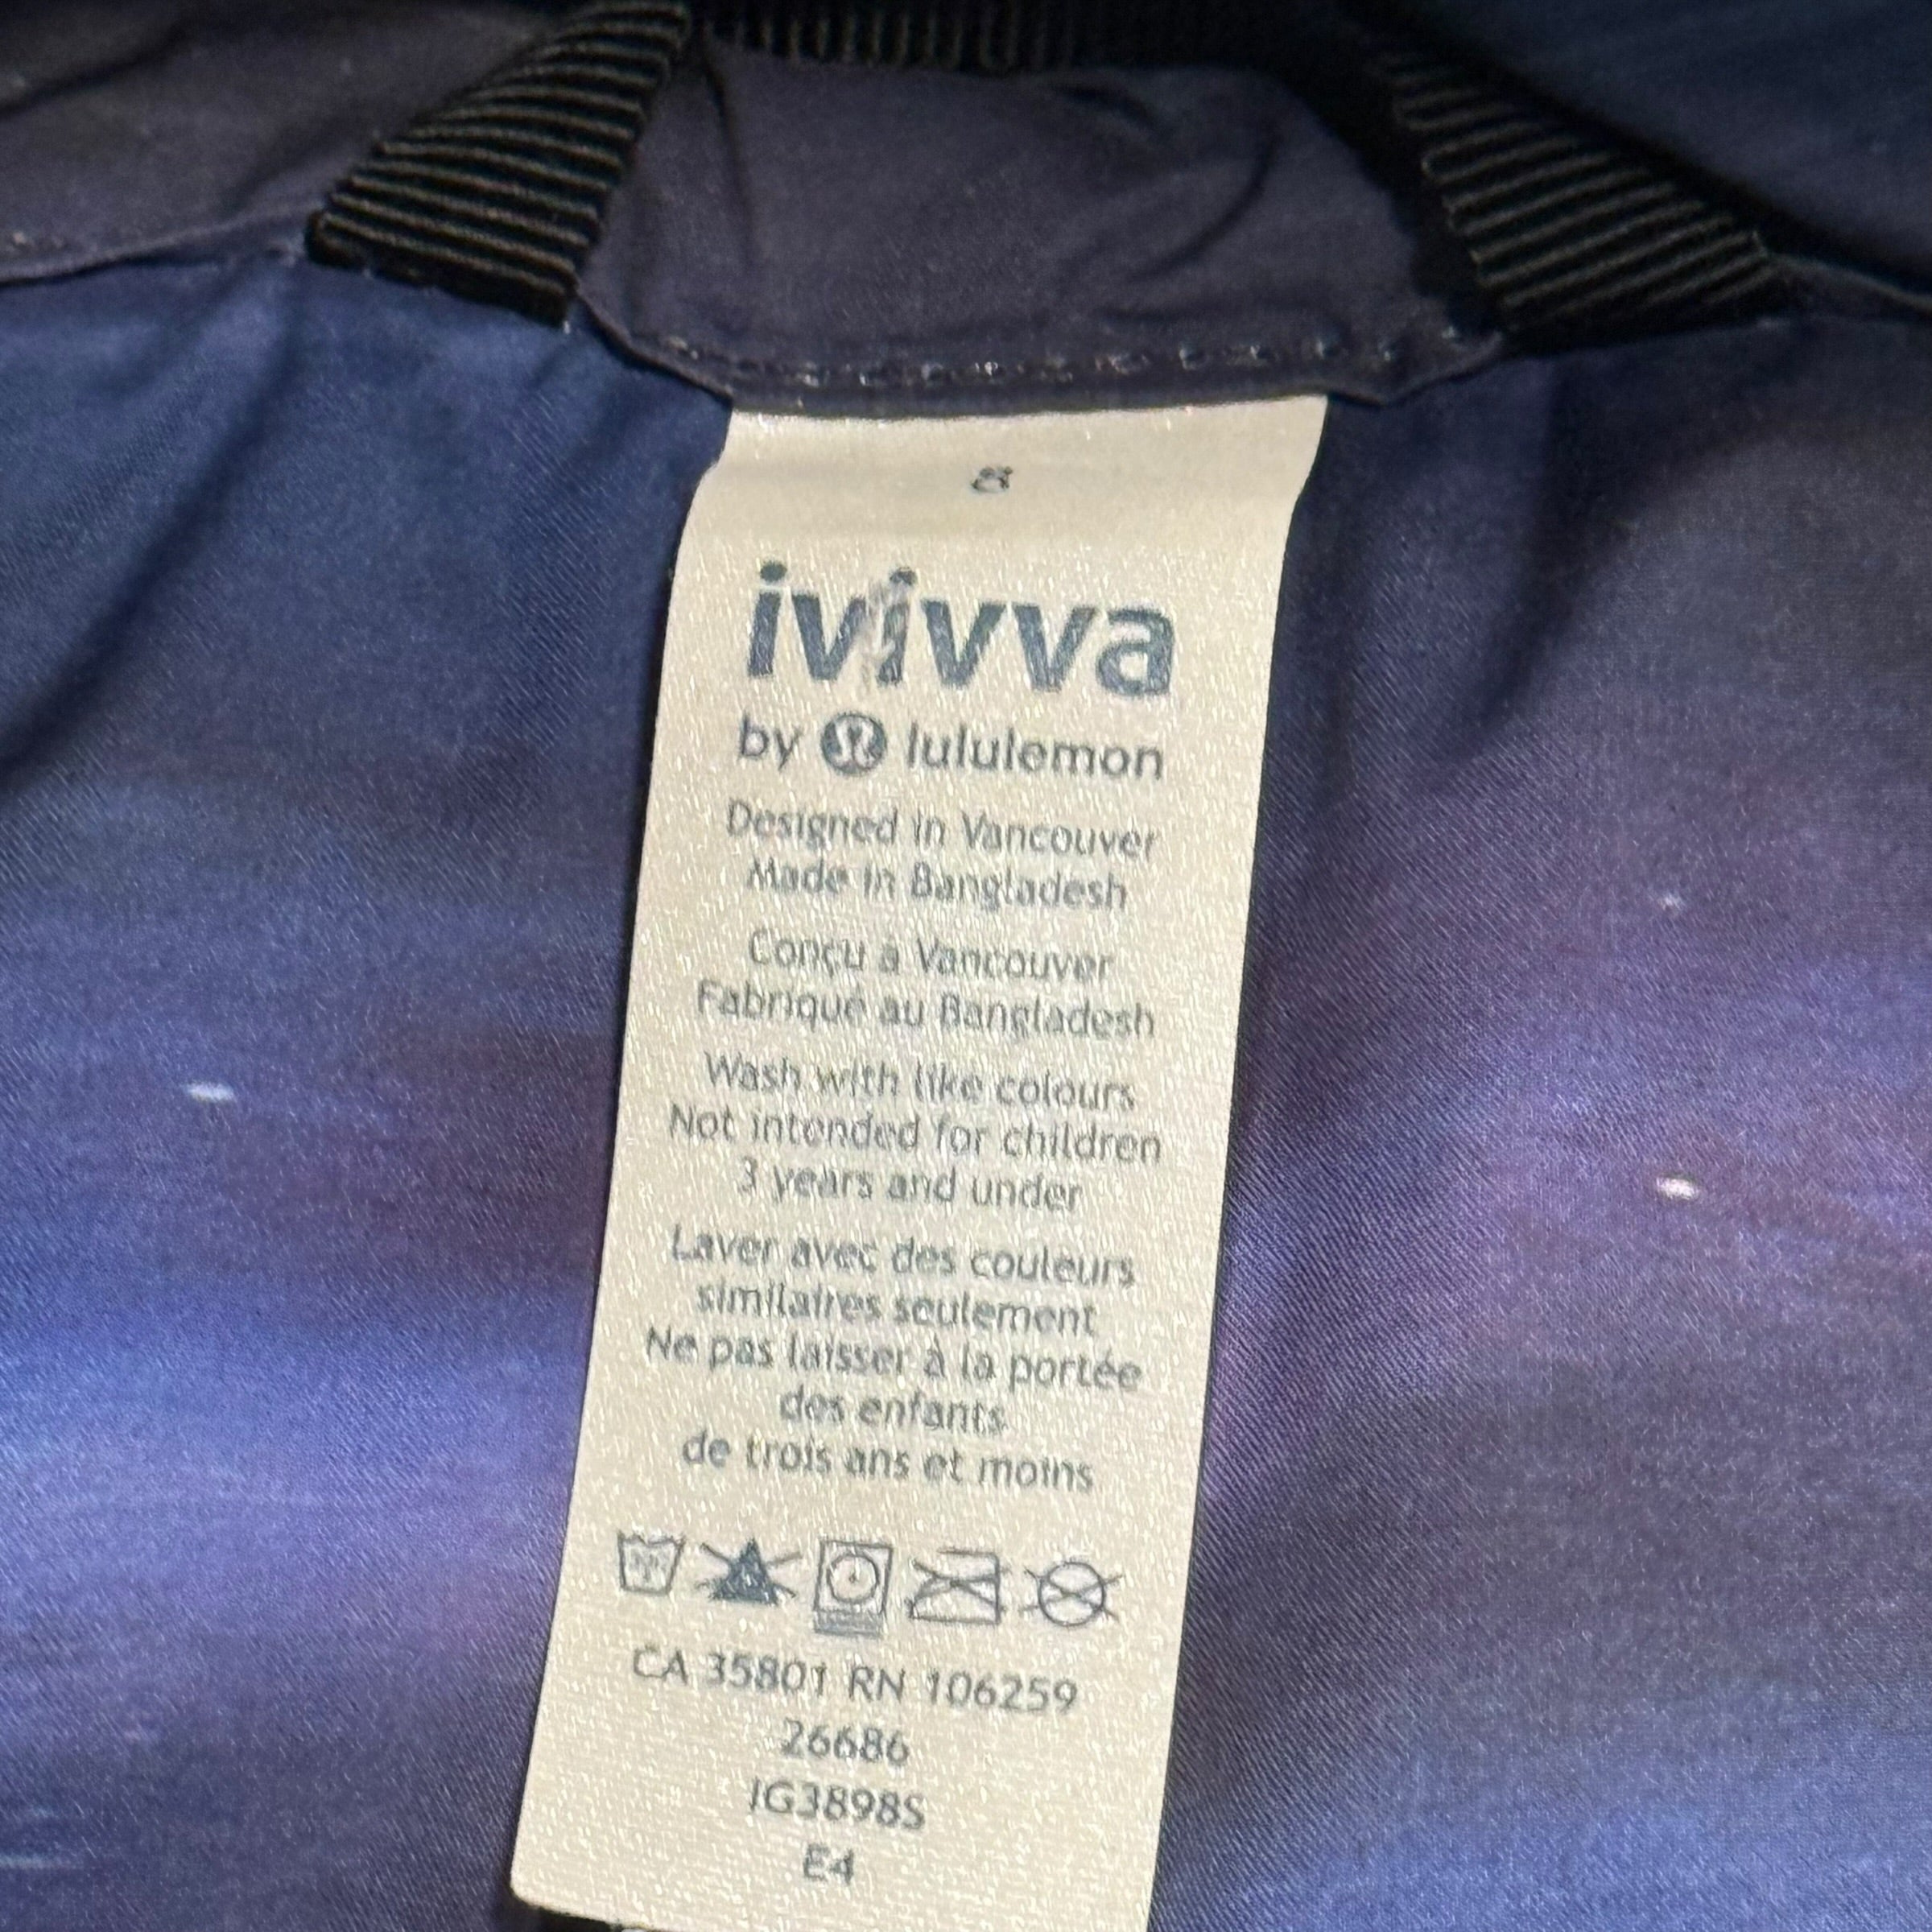 8
ivivva
by lululemon
Designed in Vancouver
Made in Bangladesh
Conçu à Vancouver
Fabriqué au Bangladesh
Wash with like colours
Not intended for children
3 years and under
Laver avec des couleurs
similaires seulement
Ne pas laisser à la portée
des enfants
de trois ans et moins
CA 35801 RN 106259
26686
IG3898S
E4